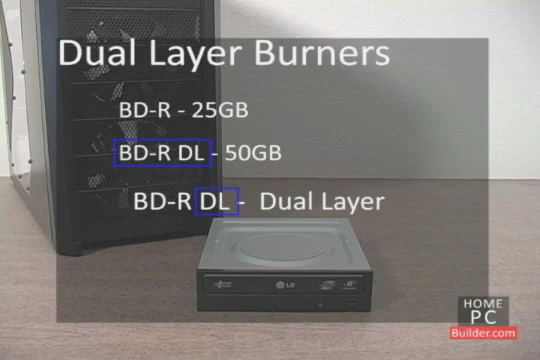 Dual Layer Burners
BD-R - 25GB
BD-R DL - 50GB
BD-R DL - Dual Layer
LG
HOME
PC
Builder.com